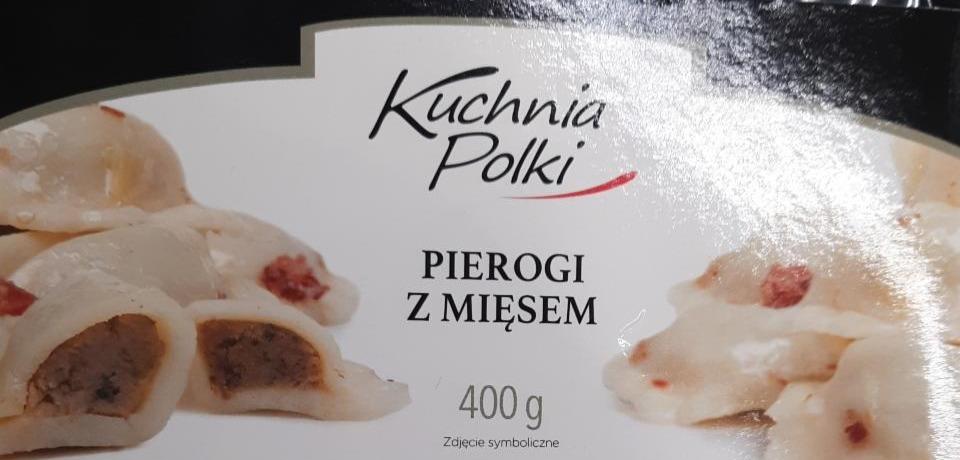 Kuchnia
Polki
PIEROGI
Z MIĘSEM
400 g
Zdjęcie symboliczne